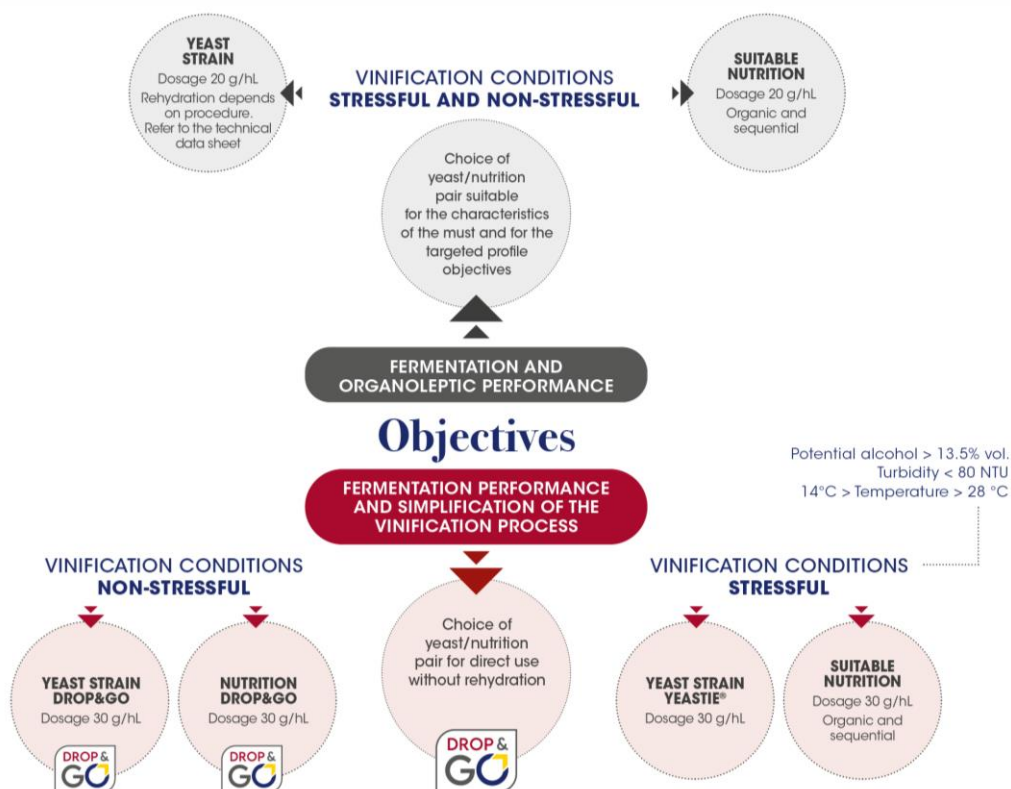 YEAST
STRAIN
Dosage 20 g/hL
Rehydration depends
on procedure.
Refer to the technical
data sheet
VINIFICATION CONDITIONS
STRESSFUL AND NON-STRESSFUL
SUITABLE
NUTRITION
Dosage 20 g/hL
Organic and
sequential
Choice of
yeast/nutrition
pair suitable
for the characteristics
of the must and for the
targeted profile
objectives
FERMENTATION AND
ORGANOLEPTIC PERFORMANCE
Objectives
FERMENTATION PERFORMANCE
AND SIMPLIFICATION OF THE
VINIFICATION PROCESS
Potential alcohol > 13.5% vol.
Turbidity < 80 NTU
14°C > Temperature > 28 °C
VINIFICATION CONDITIONS
NON-STRESSFUL
YEAST STRAIN
DROP&GO
Dosage 30 g/hL
DROP &
GO
NUTRITION
DROP&GO
Dosage 30 g/hL
DROP &
GO
Choice of
yeast/nutrition
pair for direct use
without rehydration
DROP &
GO
VINIFICATION CONDITIONS
STRESSFUL
YEAST STRAIN
YEASTIE®
Dosage 30 g/hL
SUITABLE
NUTRITION
Dosage 30 g/hL
Organic and
sequential